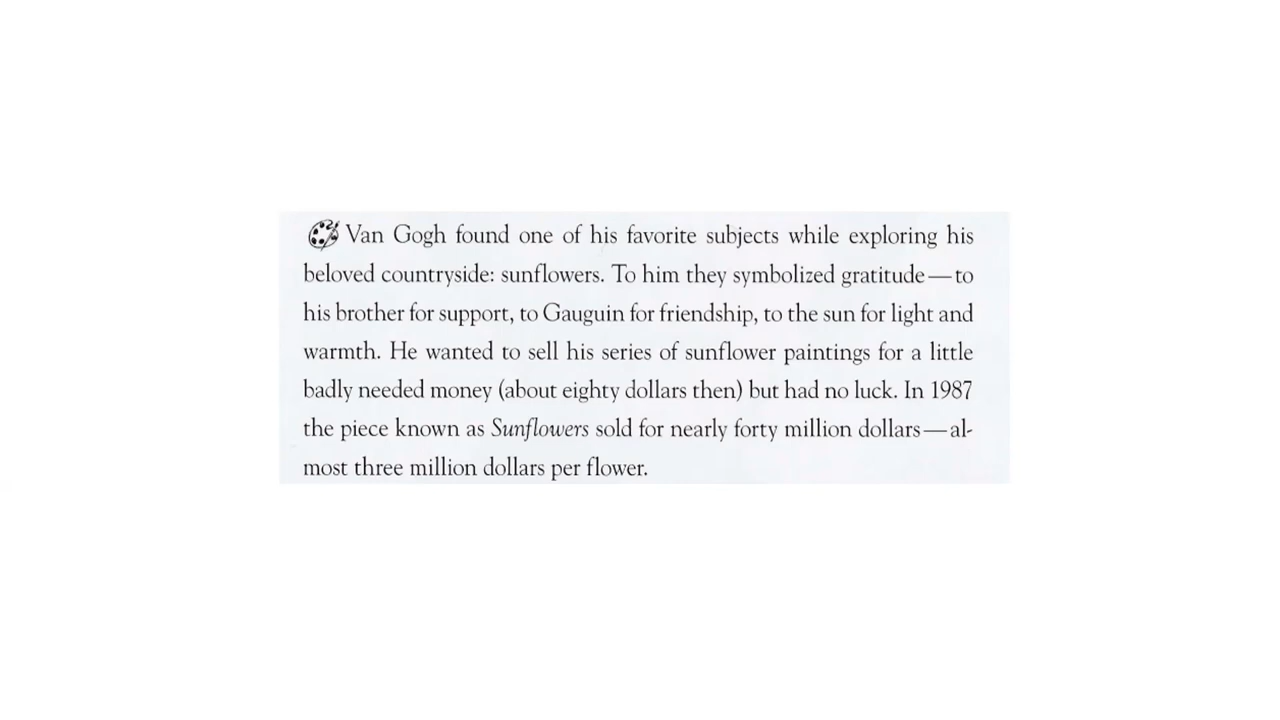 Van Gogh found one of his favorite subjects while exploring his
beloved countryside: sunflowers. To him they symbolized gratitude—to
his brother for support, to Gauguin for friendship, to the sun for light and
warmth. He wanted to sell his series of sunflower paintings for a little
badly needed money (about eighty dollars then) but had no luck. In 1987
the piece known as Sunflowers sold for nearly forty million dollars—al-
most three million dollars per flower.